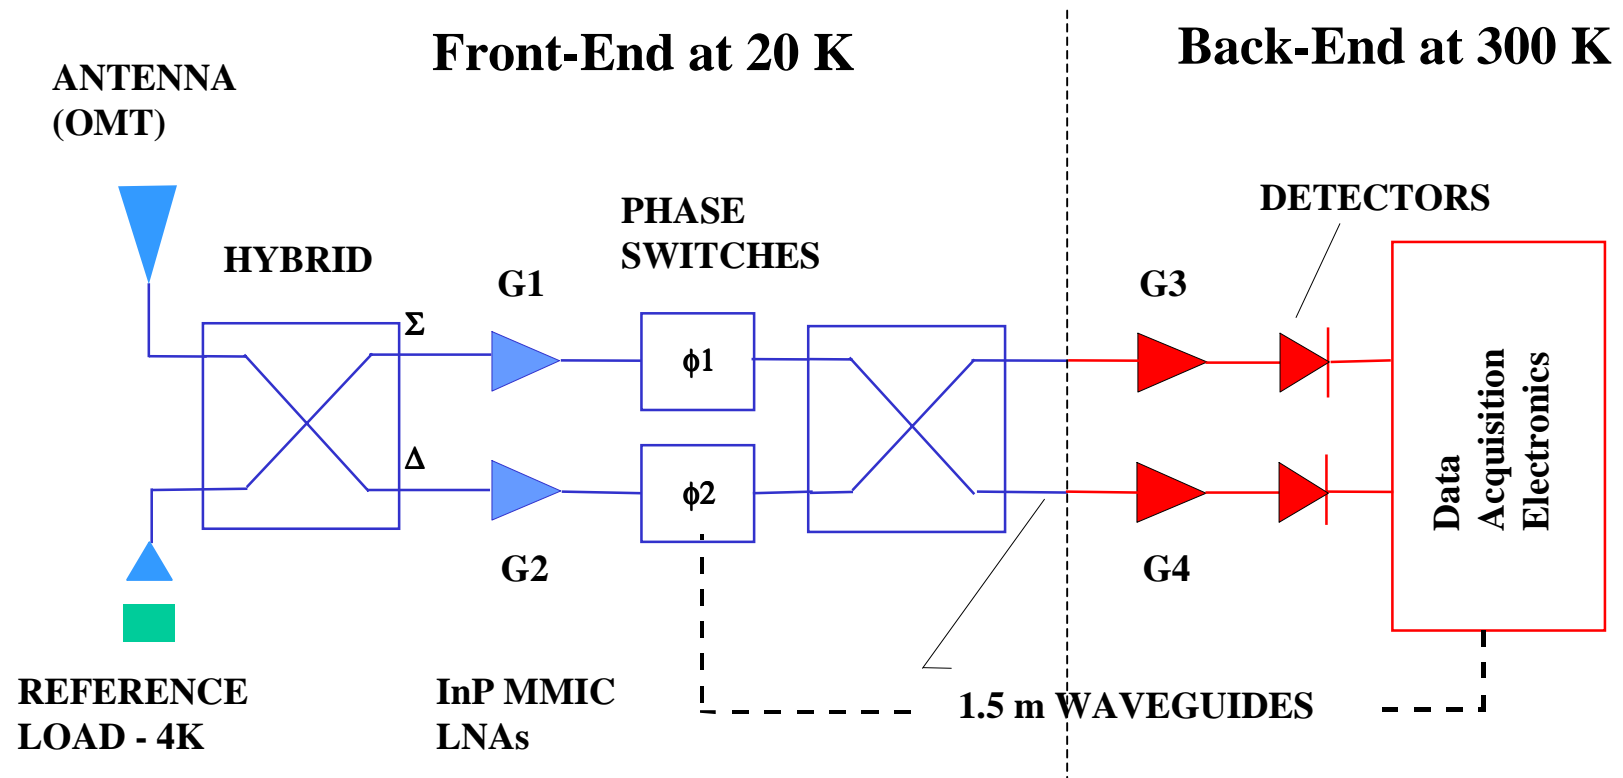 Front-End at 20 K
Back-End at 300 K
ANTENNA
(OMT)
PHASE
SWITCHES
DETECTORS
HYBRID
G1
G3
Σ
ϕ1
Δ
ϕ2
G2
G4
Data
Acquisition
Electronics
REFERENCE
LOAD - 4K
InP MMIC
LNAs
1.5 m WAVEGUIDES